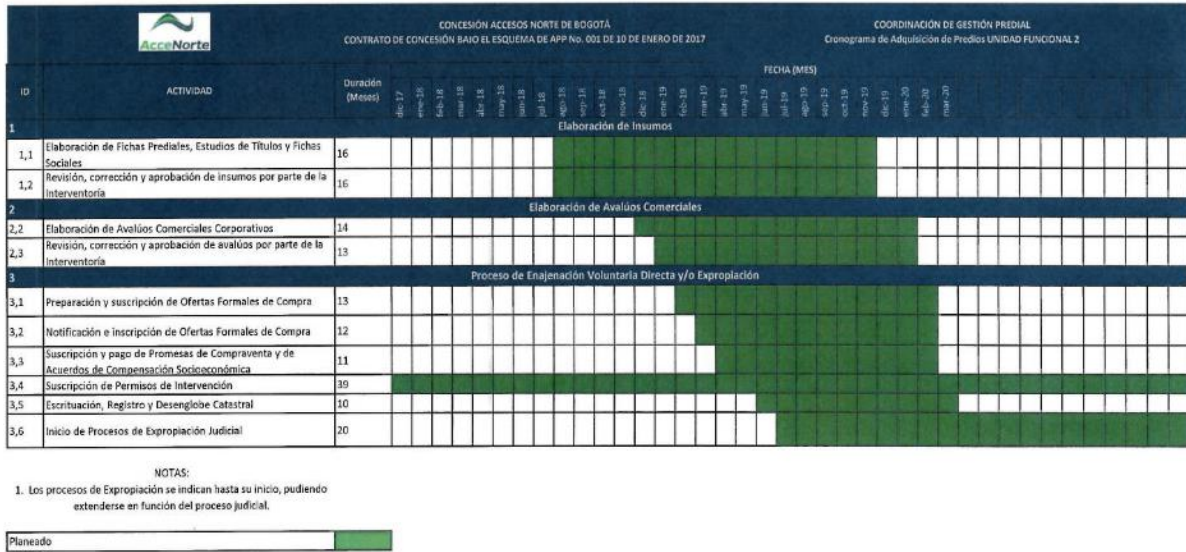 AcceNorte
CONCESIÓN ACCESOS NORTE DE BOGOTÁ
CONTRATO DE CONCESIÓN BAJO EL ESQUEMA DE APP No. 001 DE 10 DE ENERO DE 2017
COORDINACIÓN DE GESTIÓN PREDIAL
Cronograma de Adquisición de Predios UNIDAD FUNCIONAL 2
ID
ACTIVIDAD
Duración
(Meses)
FECHA (MES)
dic-17
ene-18
feb-18
mar-18
abr-18
may-18
jun-18
jul-18
ago-18
sep-18
oct-18
nov-18
dic-18
ene-19
feb-19
mar-19
abr-19
may-19
jun-19
jul-19
ago-19
sep-19
oct-19
nov-19
dic-19
ene-20
feb-20
mar-20
1 Elaboración de Insumos
1,1 Elaboración de Fichas Prediales, Estudios de Títulos y Fichas
Sociales
16
1,2 Revisión, corrección y aprobación de insumos por parte de la
Interventoría
16
2 Elaboración de Avalúos Comerciales
2,2 Elaboración de Avalúos Comerciales Corporativos 14
2,3 Revisión, corrección y aprobación de avalúos por parte de la
Interventoría
13
3 Proceso de Enajenación Voluntaria Directa y/o Expropiación
3,1 Preparación y suscripción de Ofertas Formales de Compra 13
3,2 Notificación e inscripción de Ofertas Formales de Compra 12
3,3 Suscripción y pago de Promesas de Compraventa y de
Acuerdos de Compensación Socioeconómica
11
3,4 Suscripción de Permisos de Intervención 39
3,5 Escrituación, Registro y Desenglobe Catastral 10
3,6 Inicio de Procesos de Expropiación Judicial 20
NOTAS:
1. Los procesos de Expropiación se indican hasta su inicio, pudiendo
extenderse en función del proceso judicial.
Planeado